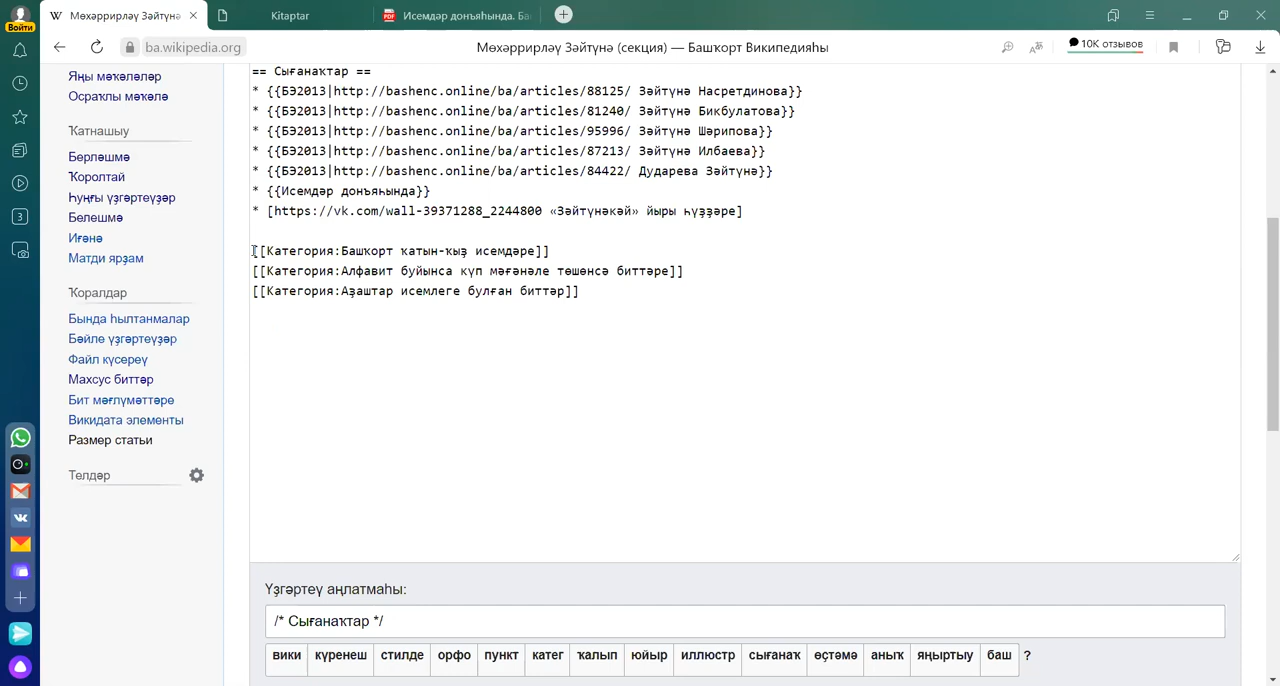 Мөхәррирләү Зәйтүнә
Kitaptar
Исемдәр донъяһында. Ба
Войти
ba.wikipedia.org
Мөхәррирләү Зәйтүнә (секция) — Башҡорт Википедияһы
10K отзывов
3
Яңы мәҡәләләр
Осраҡлы мәҡәлә
Ҡатнашыу
Берләшмә
Ҡоролтай
Һуңғы үҙгәртеүҙәр
Белешмә
Иғәнә
Матди ярҙам
Ҡоралдар
Бында һылтанмалар
Бәйле үҙгәртеүҙәр
Файл күсереү
Махсус биттәр
Бит мәғлүмәттәре
Викидата элементы
Размер статьи
Телдәр
== Сығанаҡтар ==
* {{БЭ2013|http://bashenc.online/ba/articles/88125/ Зәйтүнә Насретдинова}}
* {{БЭ2013|http://bashenc.online/ba/articles/81240/ Зәйтүнә Бикбулатова}}
* {{БЭ2013|http://bashenc.online/ba/articles/95996/ Зәйтүнә Шәрипова}}
* {{БЭ2013|http://bashenc.online/ba/articles/87213/ Зәйтүнә Илбаева}}
* {{БЭ2013|http://bashenc.online/ba/articles/84422/ Дударева Зәйтүнә}}
* {{Исемдәр донъяһында}}
* [https://vk.com/wall-39371288_2244800 «Зәйтүнәкәй» йыры һүҙҙәре]
[[Категория:Башҡорт ҡатын-ҡыҙ исемдәре]]
[[Категория:Алфавит буйынса күп мәғәнәле төшөнсә биттәре]]
[[Категория:Аҙаштар исемлеге булған биттәр]]
Үҙгәртеү аңлатмаһы:
/* Сығанаҡтар */
вики күренеш стилде орфо пункт катег ҡалып юйыр иллюстр сығанаҡ өҫтәмә аныҡ яңыртыу баш ?